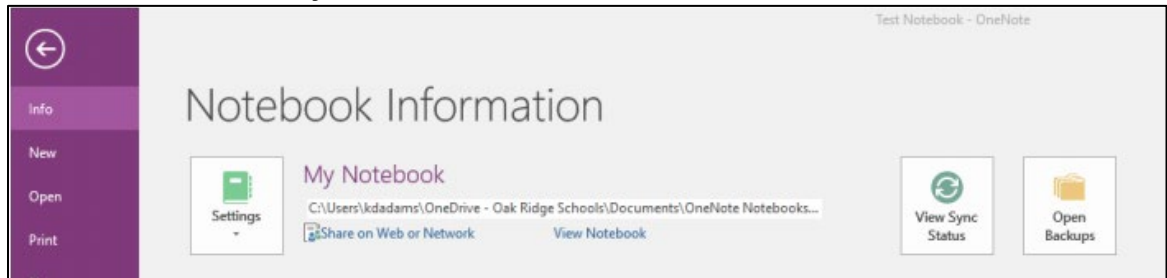 Test Notebook - OneNote
Info
Notebook Information
New
My Notebook
Open
C:\Users\kdadams\OneDrive - Oak Ridge Schools\Documents\OneNote Notebooks...
Settings
Share on Web or Network
View Notebook
View Sync
Status
Open
Backups
Print